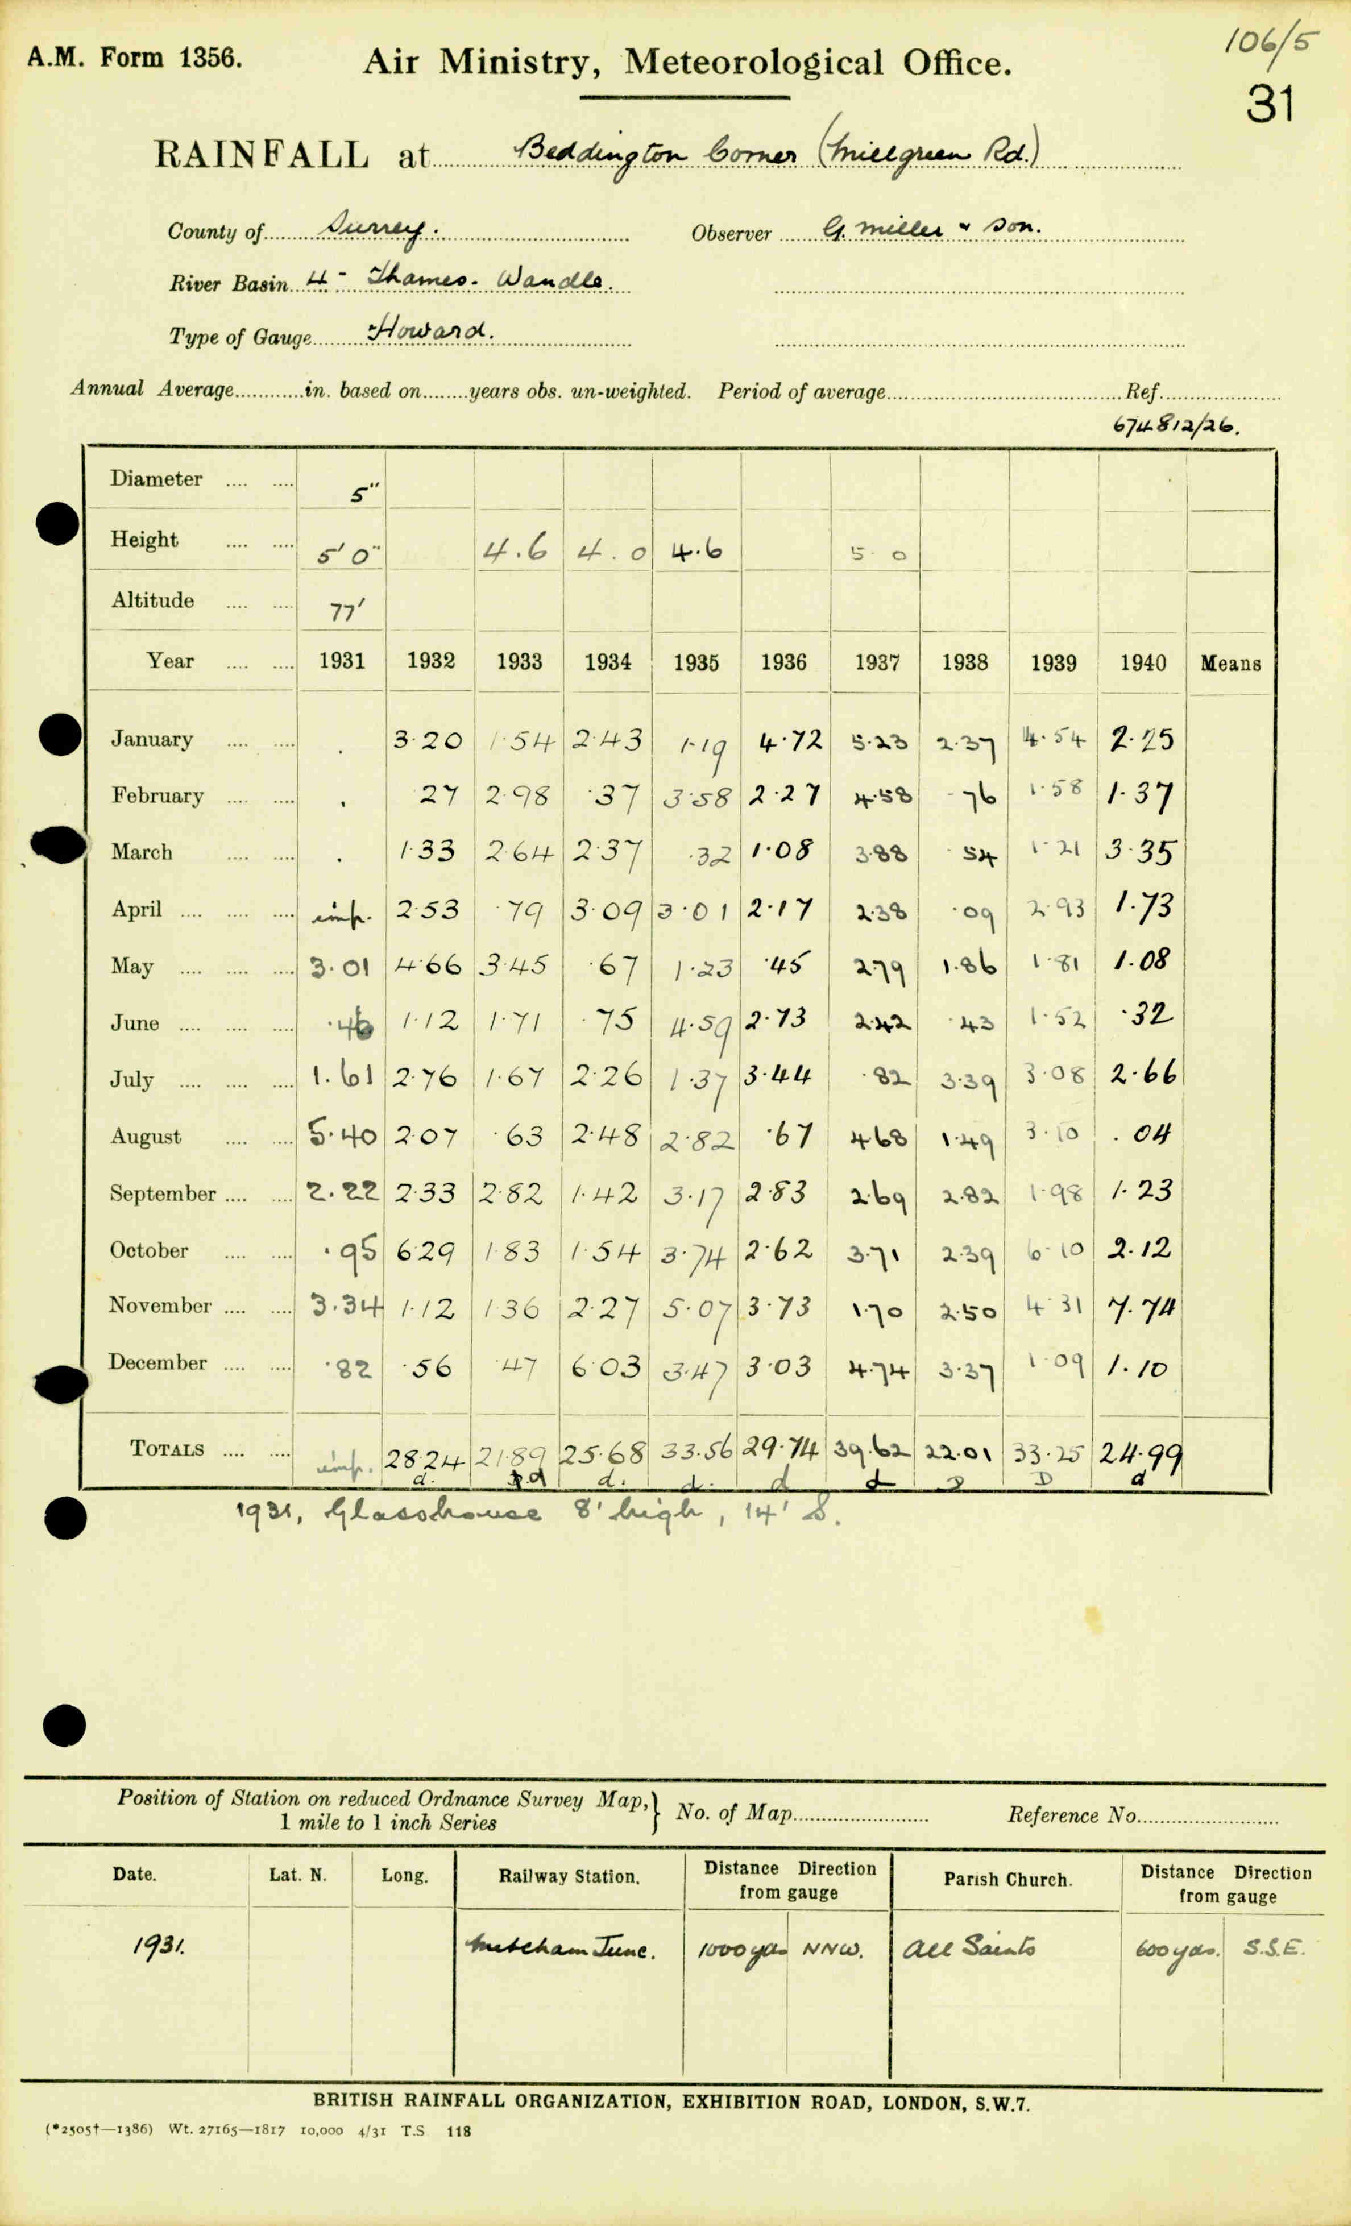 106/5
A.M. Form 1356. Air Ministry, Meteorological Office.
31
RAINFALL at Beddington Corner (Millgreen Rd.)
County of Surrey. Observer G. Miller & Son.
River Basin 4 - Thames - Wandle.
Type of Gauge Howard.
Annual Average in. based on years obs. un-weighted. Period of average Ref.
674812/26.
Diameter 5"
Height 5' 0" 4.6 4.0 4.6 5 0
Altitude 77'
Year 1931 1932 1933 1934 1935 1936 1937 1938 1939 1940 Means
January . 3.20 1.54 2.43 1.19 4.72 5.23 2.37 4.54 2.25
February . .27 2.98 .37 3.58 2.27 4.58 .76 1.58 1.37
March . 1.33 2.64 2.37 .32 1.08 3.88 .54 1.21 3.35
April imp. 2.53 .79 3.09 3.01 2.17 2.38 .09 2.93 1.73
May 3.01 4.66 3.45 .67 1.23 .45 2.79 1.86 1.81 1.08
June .46 1.12 1.71 .75 4.59 2.73 2.42 .43 1.52 .32
July 1.61 2.76 1.67 2.26 1.37 3.44 .82 3.39 3.08 2.66
August 5.40 2.07 .63 2.48 2.82 .67 4.68 1.49 3.10 .04
September 2.22 2.33 2.82 1.42 3.17 2.83 2.69 2.82 1.98 1.23
October .95 6.29 1.83 1.54 3.74 2.62 3.71 2.39 6.10 2.12
November 3.34 1.12 1.36 2.27 5.07 3.73 1.70 2.50 4.31 7.74
December .82 .56 .47 6.03 3.47 3.03 4.74 3.37 1.09 1.10
TOTALS imp. 28.24 21.89 25.68 33.56 29.74 39.62 22.01 33.25 24.99
d. d d. d. d d D D d
1931, Glasshouse 8' high, 14' S.
Position of Station on reduced Ordnance Survey Map, 1 mile to 1 inch Series } No. of Map Reference No.
Date. Lat. N. Long. Railway Station. Distance Direction from gauge Parish Church. Distance Direction from gauge
1931. Mitcham Junc. 1000 yds NNW. All Saints 600 yds. S.S.E.
BRITISH RAINFALL ORGANIZATION, EXHIBITION ROAD, LONDON, S.W.7.
(*2505†—1386) Wt. 27165—1817 10,000 4/31 T.S 118